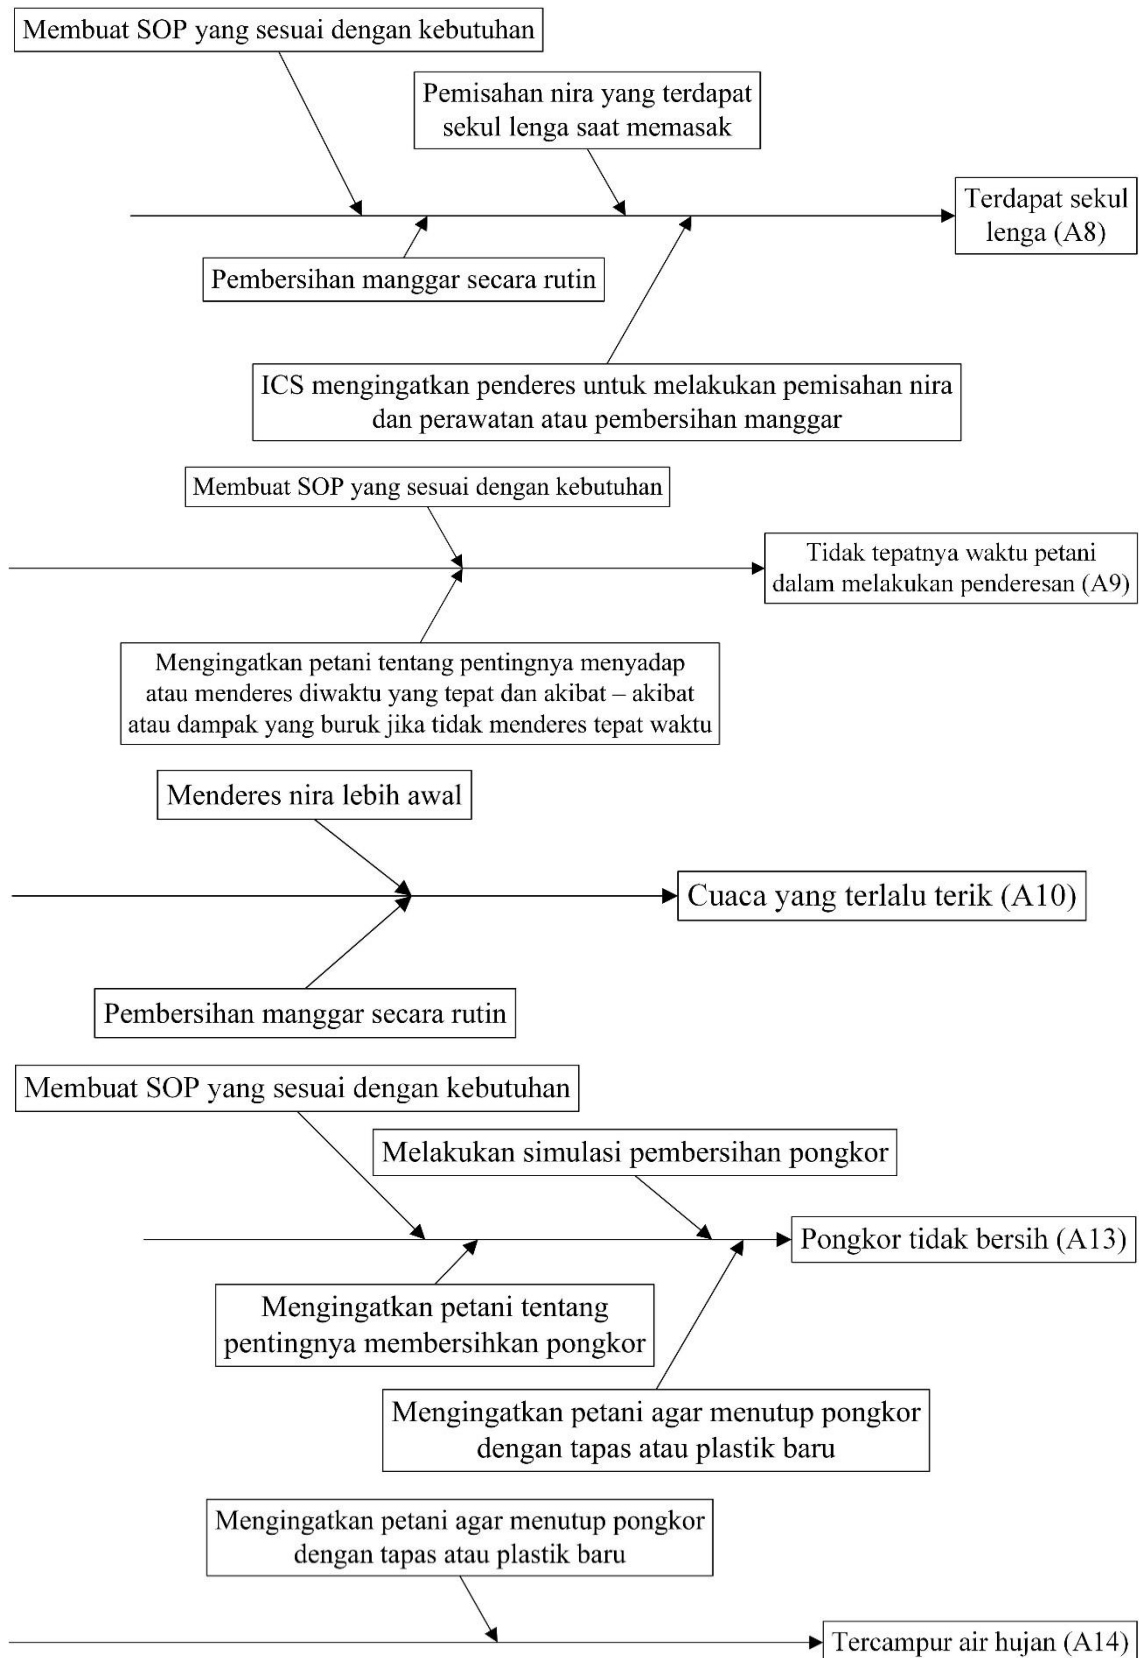 Membuat SOP yang sesuai dengan kebutuhan
Pemisahan nira yang terdapat
sekul lenga saat memasak
Terdapat sekul
lenga (A8)
Pembersihan manggar secara rutin
ICS mengingatkan penderes untuk melakukan pemisahan nira
dan perawatan atau pembersihan manggar
Membuat SOP yang sesuai dengan kebutuhan
Tidak tepatnya waktu petani
dalam melakukan penderesan (A9)
Mengingatkan petani tentang pentingnya menyadap
atau menderes diwaktu yang tepat dan akibat – akibat
atau dampak yang buruk jika tidak menderes tepat waktu
Menderes nira lebih awal
Cuaca yang terlalu terik (A10)
Pembersihan manggar secara rutin
Membuat SOP yang sesuai dengan kebutuhan
Melakukan simulasi pembersihan pongkor
Pongkor tidak bersih (A13)
Mengingatkan petani tentang
pentingnya membersihkan pongkor
Mengingatkan petani agar menutup pongkor
dengan tapas atau plastik baru
Mengingatkan petani agar menutup pongkor
dengan tapas atau plastik baru
Tercampur air hujan (A14)